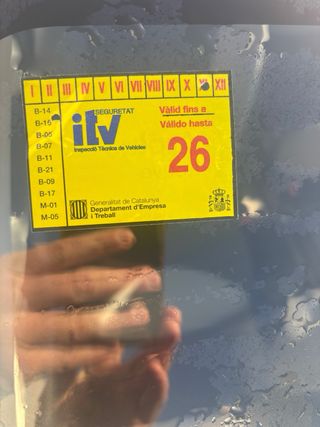 I II III IV V VI VII VIII IX X XI XII
B-14
B-16
B-06
B-07
B-11
B-21
B-09
B-17
M-01
M-05
SEGURETAT
itv
Inspecció Tècnica de Vehicles
Vàlid fins a
Válido hasta
26
Generalitat de Catalunya
Departament d'Empresa
i Treball